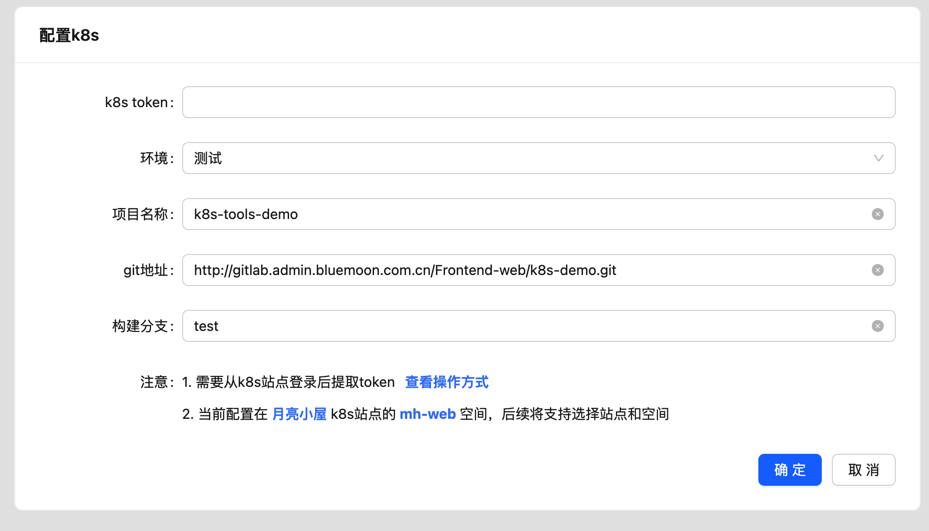 配置k8s
k8s token:
环境: 测试
项目名称: k8s-tools-demo
git地址: http://gitlab.admin.bluemoon.com.cn/Frontend-web/k8s-demo.git
构建分支: test
注意: 1. 需要从k8s站点登录后提取token 查看操作方式
2. 当前配置在 月亮小屋 k8s站点的 mh-web 空间，后续将支持选择站点和空间
确 定 取 消